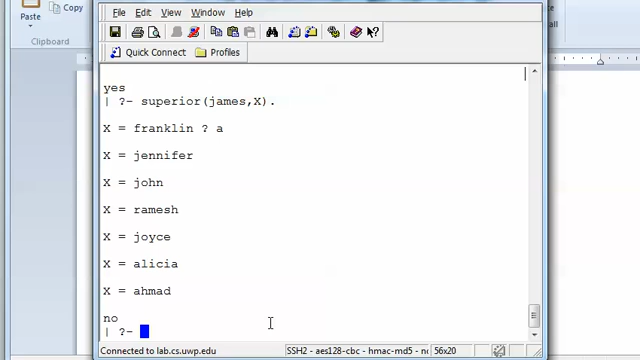 Copy
Paste
Clipboard
File Edit View Window Help
Quick Connect Profiles
yes
| ?- superior(james,X).
X = franklin ? a
X = jennifer
X = john
X = ramesh
X = joyce
X = alicia
X = ahmad
no
| ?-
Connected to lab.cs.uwp.edu SSH2 - aes128-cbc - hmac-md5 - nc 56x20